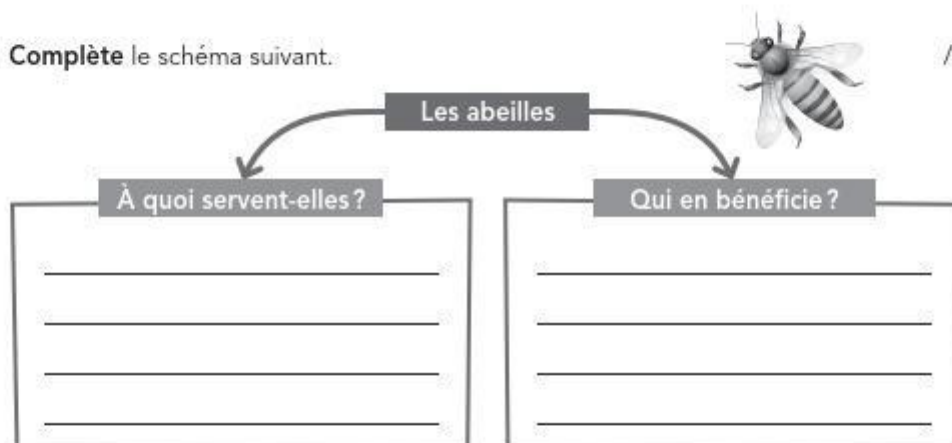 Complète le schéma suivant.
/
Les abeilles
À quoi servent-elles ?
Qui en bénéficie ?